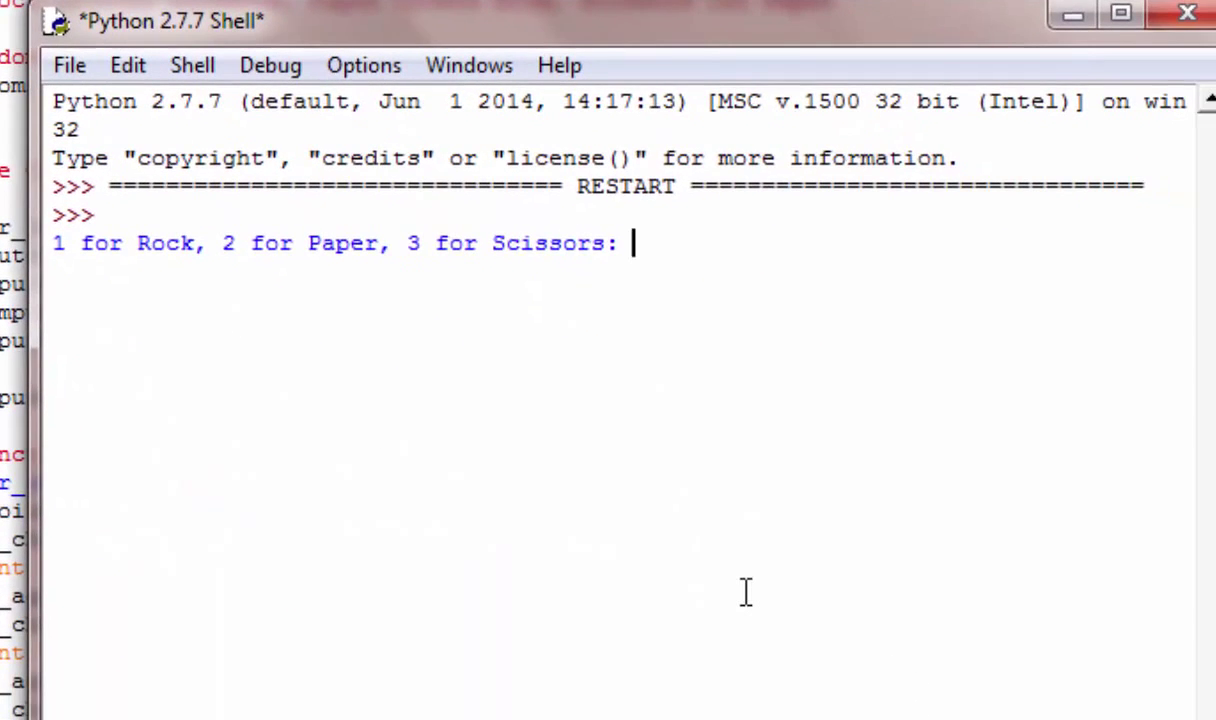 *Python 2.7.7 Shell*
File Edit Shell Debug Options Windows Help
Python 2.7.7 (default, Jun  1 2014, 14:17:13) [MSC v.1500 32 bit (Intel)] on win
32
Type "copyright", "credits" or "license()" for more information.
>>> ================================ RESTART ================================
>>>
1 for Rock, 2 for Paper, 3 for Scissors: